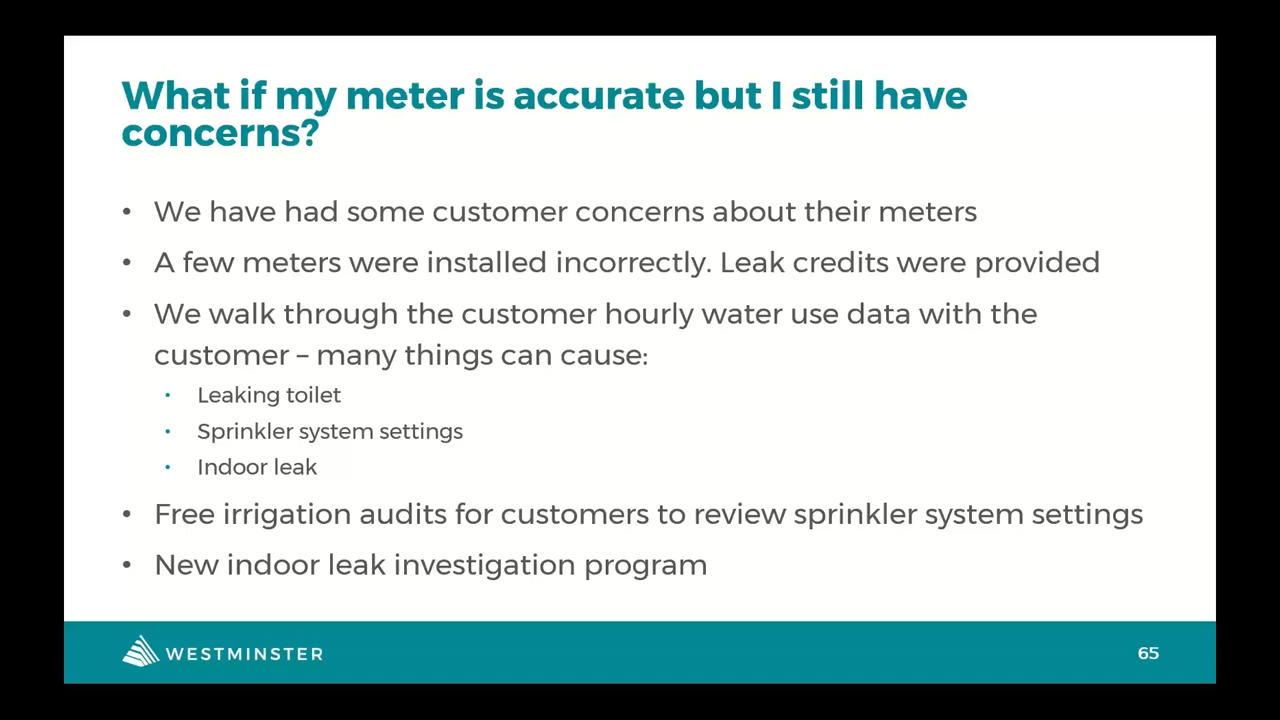 What if my meter is accurate but I still have
concerns?
• We have had some customer concerns about their meters
• A few meters were installed incorrectly. Leak credits were provided
• We walk through the customer hourly water use data with the
customer – many things can cause:
• Leaking toilet
• Sprinkler system settings
• Indoor leak
• Free irrigation audits for customers to review sprinkler system settings
• New indoor leak investigation program
WESTMINSTER
65